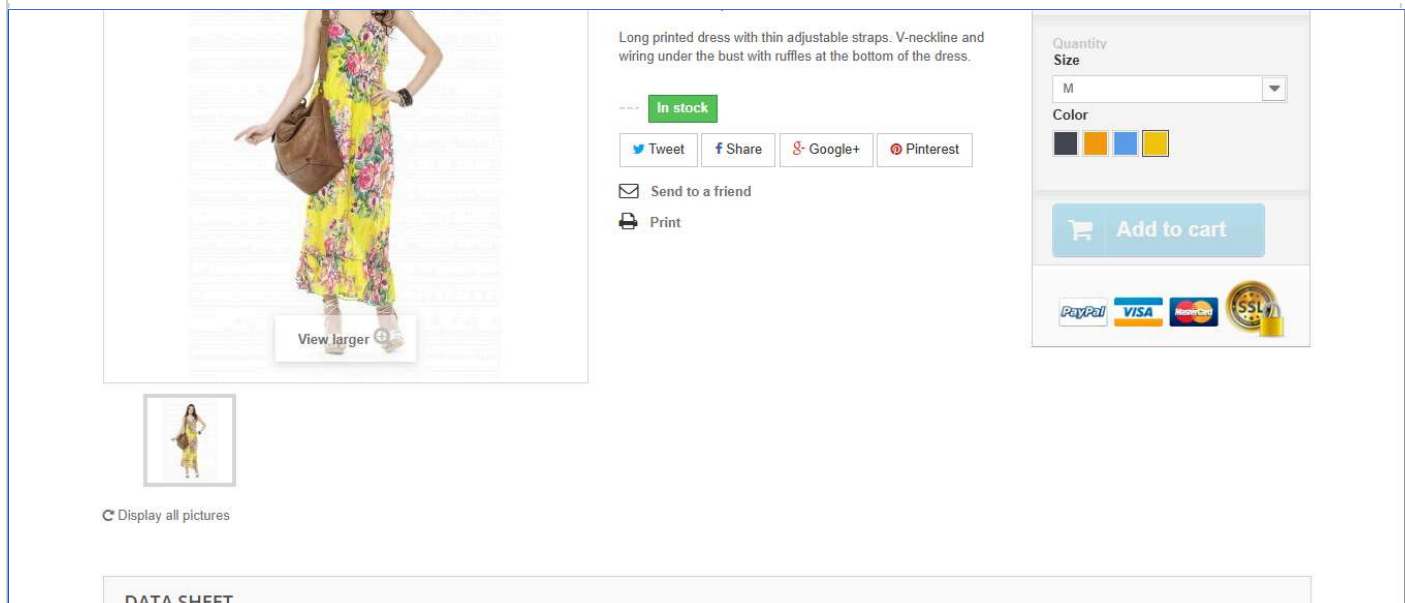 Long printed dress with thin adjustable straps. V-neckline and
wiring under the bust with ruffles at the bottom of the dress.
In stock
Tweet
Share
Google+
Pinterest
Send to a friend
Print
View larger
Display all pictures
Quantity
Size
M
Color
Add to cart
PayPal
VISA
MasterCard
SSL
DATA SHEET